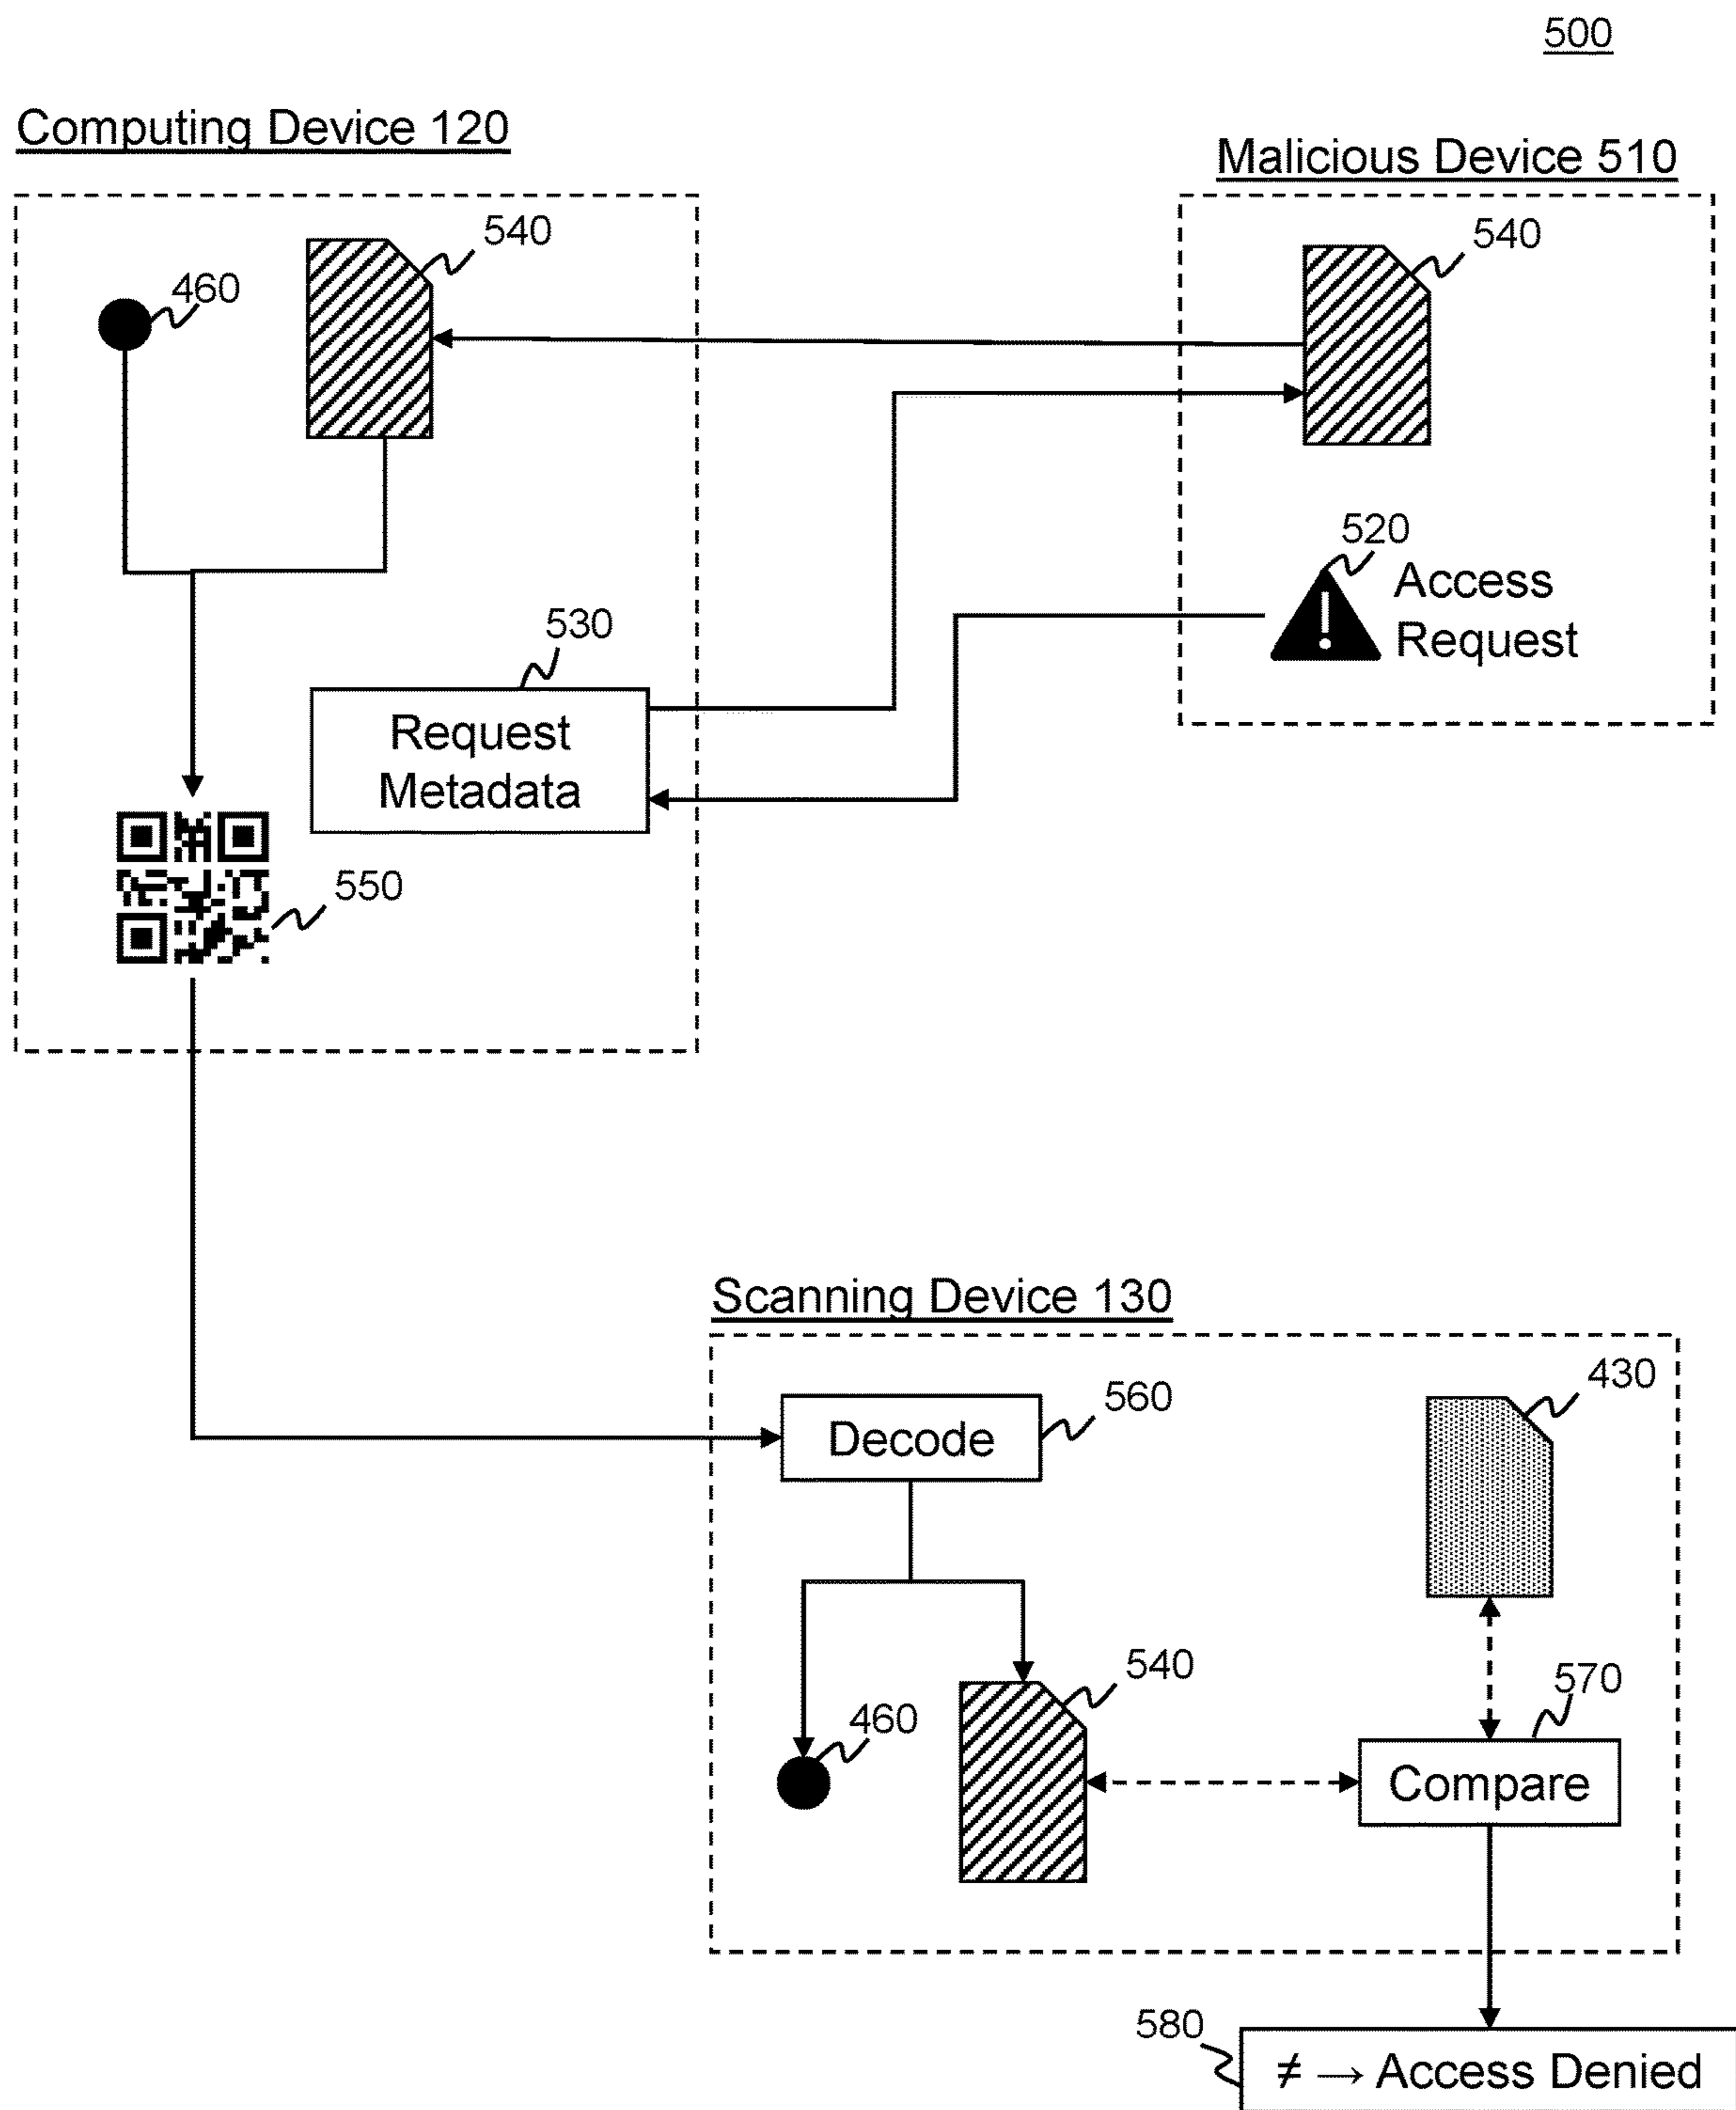 500
Computing Device 120
Malicious Device 510
540
540
460
520
Access
Request
530
Request
Metadata
550
Scanning Device 130
430
560
Decode
540
570
460
Compare
580
≠ → Access Denied